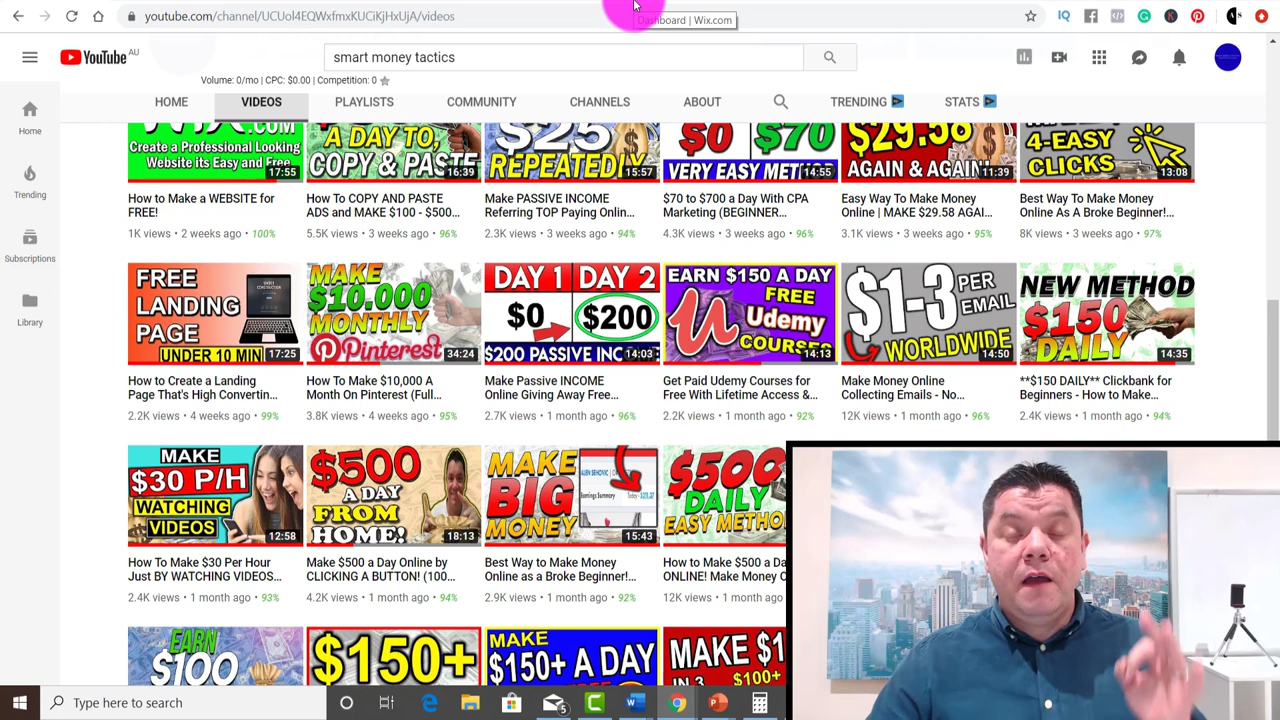 youtube.com/channel/UCUol4EQWxfmxKUCiKjHxUjA/videos
Dashboard | Wix.com
YouTube AU
smart money tactics
Volume: 0/mo | CPC: $0.00 | Competition: 0
HOME VIDEOS PLAYLISTS COMMUNITY CHANNELS ABOUT TRENDING STATS
Home
Trending
Subscriptions
Library
.COM
Create a Professional Looking
Website its Easy and Free
17:55
A DAY TO,
COPY & PASTE
16:39
$25
REPEATEDLY
15:57
$0 $70
VERY EASY METHOD
14:55
$29.58
AGAIN & AGAIN
11:39
4-EASY
CLICKS
13:08
How to Make a WEBSITE for
FREE!
1K views • 2 weeks ago • 100%
How To COPY AND PASTE
ADS and MAKE $100 - $500...
5.5K views • 3 weeks ago • 96%
Make PASSIVE INCOME
Referring TOP Paying Onlin...
2.3K views • 3 weeks ago • 94%
$70 to $700 a Day With CPA
Marketing (BEGINNER...
4.3K views • 3 weeks ago • 96%
Easy Way To Make Money
Online | MAKE $29.58 AGAI...
3.1K views • 3 weeks ago • 95%
Best Way To Make Money
Online As A Broke Beginner!...
8K views • 3 weeks ago • 97%
FREE
LANDING
PAGE
UNDER 10 MIN
17:25
MAKE
$10.000
MONTHLY
Pinterest
34:24
DAY 1 DAY 2
$0 $200
$200 PASSIVE INC
14:03
EARN $150 A DAY
FREE
Udemy
COURSES
14:13
$1-3 PER
EMAIL
WORLDWIDE
14:50
NEW METHOD
$150
DAILY
14:35
How to Create a Landing
Page That's High Convertin...
2.2K views • 4 weeks ago • 99%
How To Make $10,000 A
Month On Pinterest (Full...
3.8K views • 4 weeks ago • 95%
Make Passive INCOME
Online Giving Away Free...
2.7K views • 1 month ago • 96%
Get Paid Udemy Courses for
Free With Lifetime Access &...
2.2K views • 1 month ago • 92%
Make Money Online
Collecting Emails - No...
12K views • 1 month ago • 96%
**$150 DAILY** Clickbank for
Beginners - How to Make...
2.4K views • 1 month ago • 94%
MAKE
$30 P/H
WATCHING
VIDEOS
12:58
$500
A DAY
FROM
HOME!
18:13
MAKE
BIG
MONEY
Earnings Summary
15:43
$500
DAILY
EASY METHOD
How To Make $30 Per Hour
Just BY WATCHING VIDEOS...
2.4K views • 1 month ago • 93%
Make $500 a Day Online by
CLICKING A BUTTON! (100...
4.2K views • 1 month ago • 94%
Best Way to Make Money
Online as a Broke Beginner!...
2.9K views • 1 month ago • 92%
How to Make $500 a Da
ONLINE! Make Money O
12K views • 1 month ago
EARN
$100
$150+
MAKE
$150+ A DAY
MAKE $1
IN 3 $100+
Type here to search
5